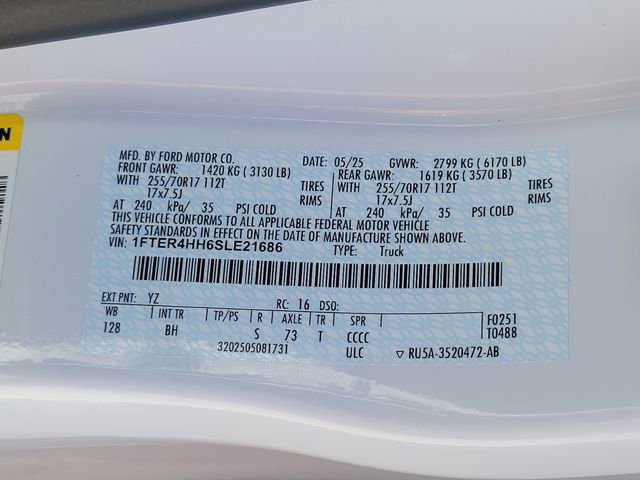 N
MFD. BY FORD MOTOR CO. DATE: 05/25 GVWR: 2799 KG ( 6170 LB)
FRONT GAWR: 1420 KG ( 3130 LB) REAR GAWR: 1619 KG ( 3570 LB)
WITH 255/70R17 112T TIRES WITH 255/70R17 112T TIRES
17x7.5J RIMS 17x7.5J RIMS
AT 240 kPa/ 35 PSI COLD AT 240 kPa/ 35 PSI COLD
THIS VEHICLE CONFORMS TO ALL APPLICABLE FEDERAL MOTOR VEHICLE
SAFETY STANDARDS IN EFFECT ON THE DATE OF MANUFACTURE SHOWN ABOVE.
VIN: 1FTER4HH6SLE21686 TYPE: Truck
EXT PNT: YZ RC: 16 DSO:
WB INT TR TP/PS R AXLE TR SPR F0251
128 BH S 73 T CCCC T0488
3202505081731 ULC ▽ RU5A-3520472-AB